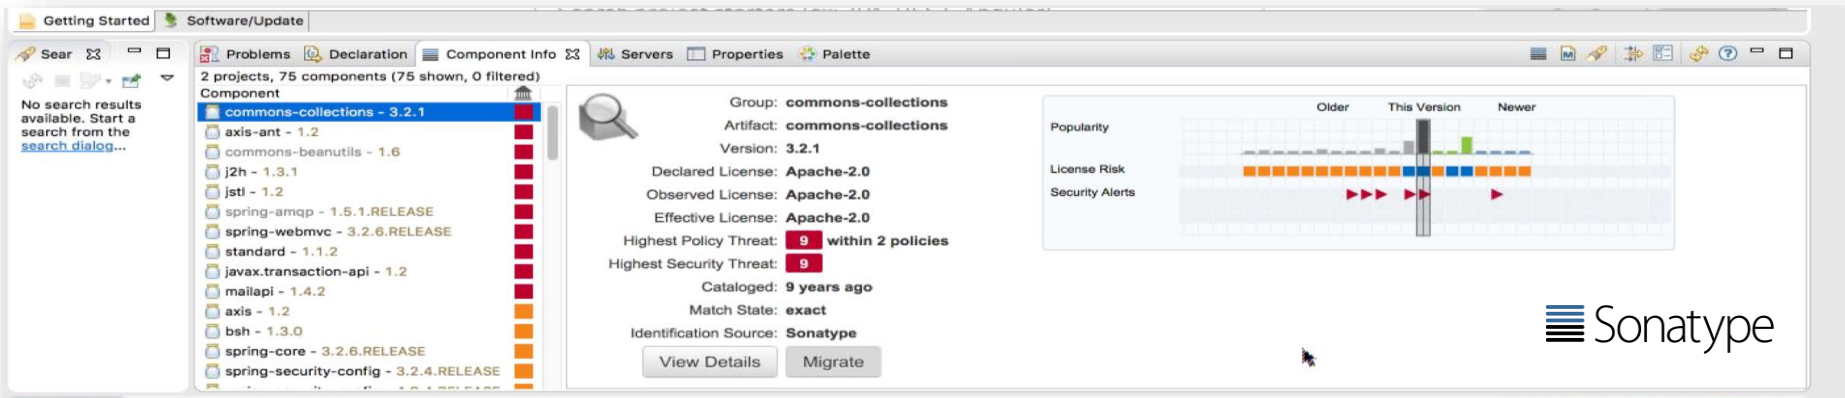 Getting Started
Software/Update
Sear
Problems
Declaration
Component Info
Servers
Properties
Palette
No search results
available. Start a
search from the
search dialog...
2 projects, 75 components (75 shown, 0 filtered)
Component
commons-collections - 3.2.1
axis-ant - 1.2
commons-beanutils - 1.6
j2h - 1.3.1
jstl - 1.2
spring-amqp - 1.5.1.RELEASE
spring-webmvc - 3.2.6.RELEASE
standard - 1.1.2
javax.transaction-api - 1.2
mailapi - 1.4.2
axis - 1.2
bsh - 1.3.0
spring-core - 3.2.6.RELEASE
spring-security-config - 3.2.4.RELEASE
Group: commons-collections
Artifact: commons-collections
Version: 3.2.1
Declared License: Apache-2.0
Observed License: Apache-2.0
Effective License: Apache-2.0
Highest Policy Threat: 9 within 2 policies
Highest Security Threat: 9
Cataloged: 9 years ago
Match State: exact
Identification Source: Sonatype
View Details
Migrate
Older
This Version
Newer
Popularity
License Risk
Security Alerts
Sonatype